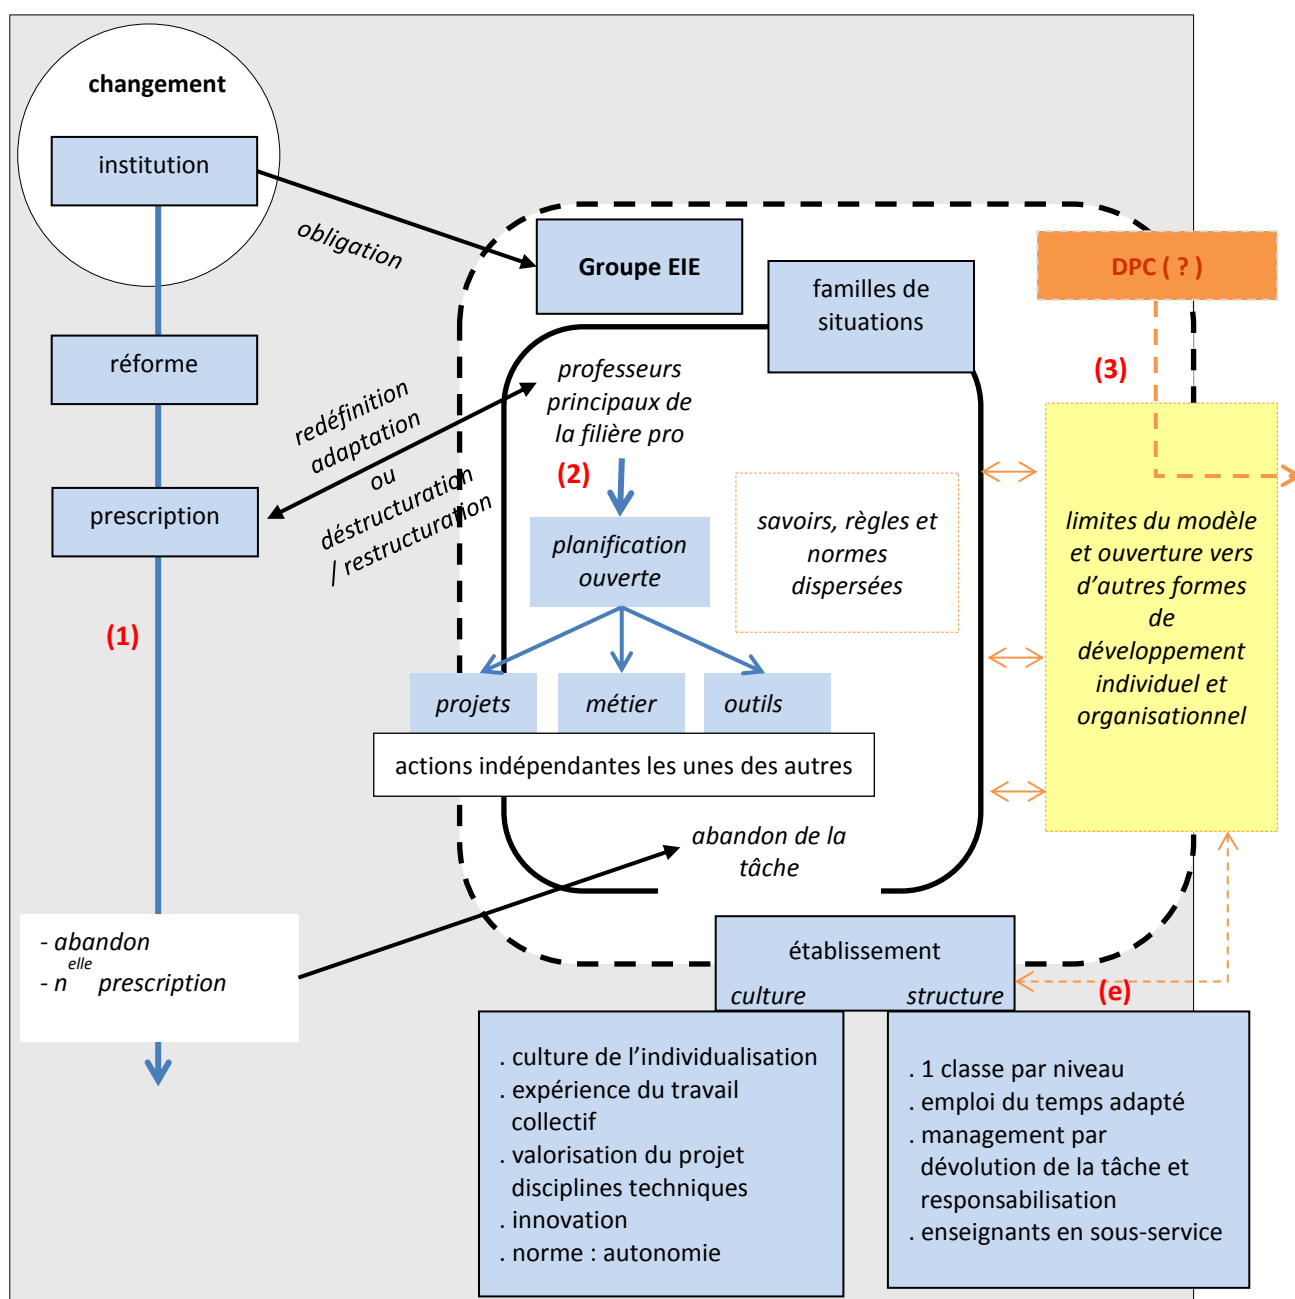 changement
institution
obligation
Groupe EIE
familles de
situations
DPC ( ? )
réforme
redéfinition
adaptation
ou
déstructuration
/ restructuration
professeurs
principaux de
la filière pro
(3)
(2)
prescription
planification
ouverte
savoirs, règles et
normes
dispersées
limites du modèle
et ouverture vers
d’autres formes
de
développement
individuel et
organisationnel
(1)
projets
métier
outils
actions indépendantes les unes des autres
abandon de la
tâche
- abandon
- nelle prescription
établissement
culture
structure
(e)
. culture de l’individualisation
. expérience du travail
collectif
. valorisation du projet
disciplines techniques
. innovation
. norme : autonomie
. 1 classe par niveau
. emploi du temps adapté
. management par
dévolution de la tâche et
responsabilisation
. enseignants en sous-service